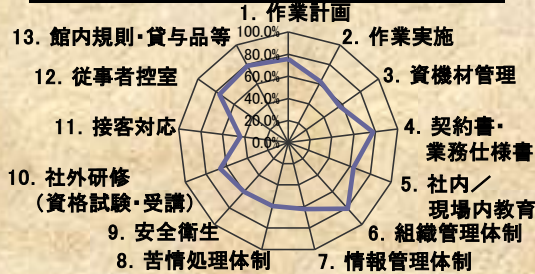 1. 作業計画
2. 作業実施
3. 資機材管理
4. 契約書・
業務仕様書
5. 社内／
現場内教育
6. 組織管理体制
7. 情報管理体制
8. 苦情処理体制
9. 安全衛生
10. 社外研修
（資格試験・受講）
11. 接客対応
12. 従事者控室
13. 館内規則・貸与品等
100.0%
80.0%
60.0%
40.0%
20.0%
0.0%